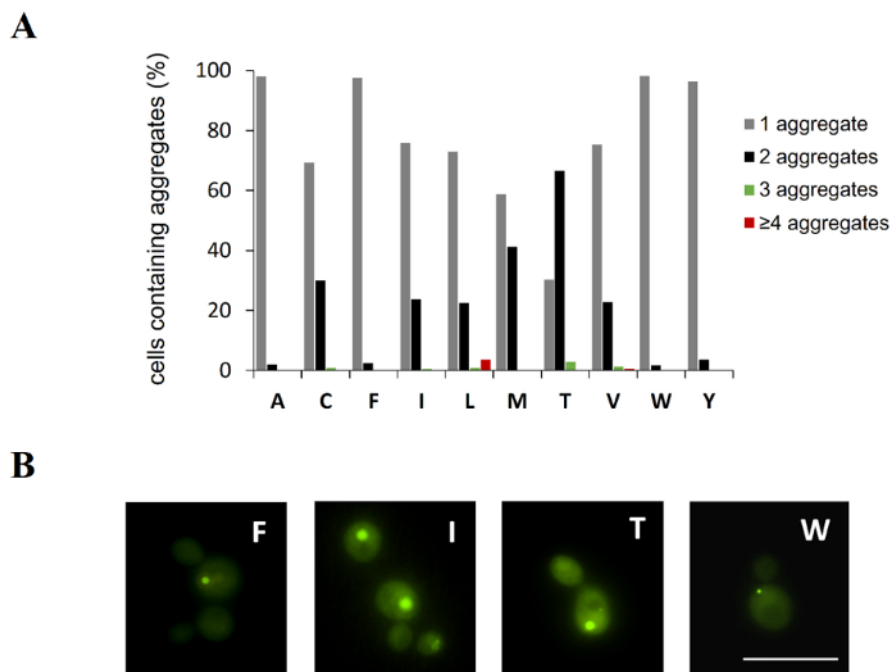 A
cells containing aggregates (%)
100
80
60
40
20
0
A C F I L M T V W Y
1 aggregate
2 aggregates
3 aggregates
≥4 aggregates
B
F I T W